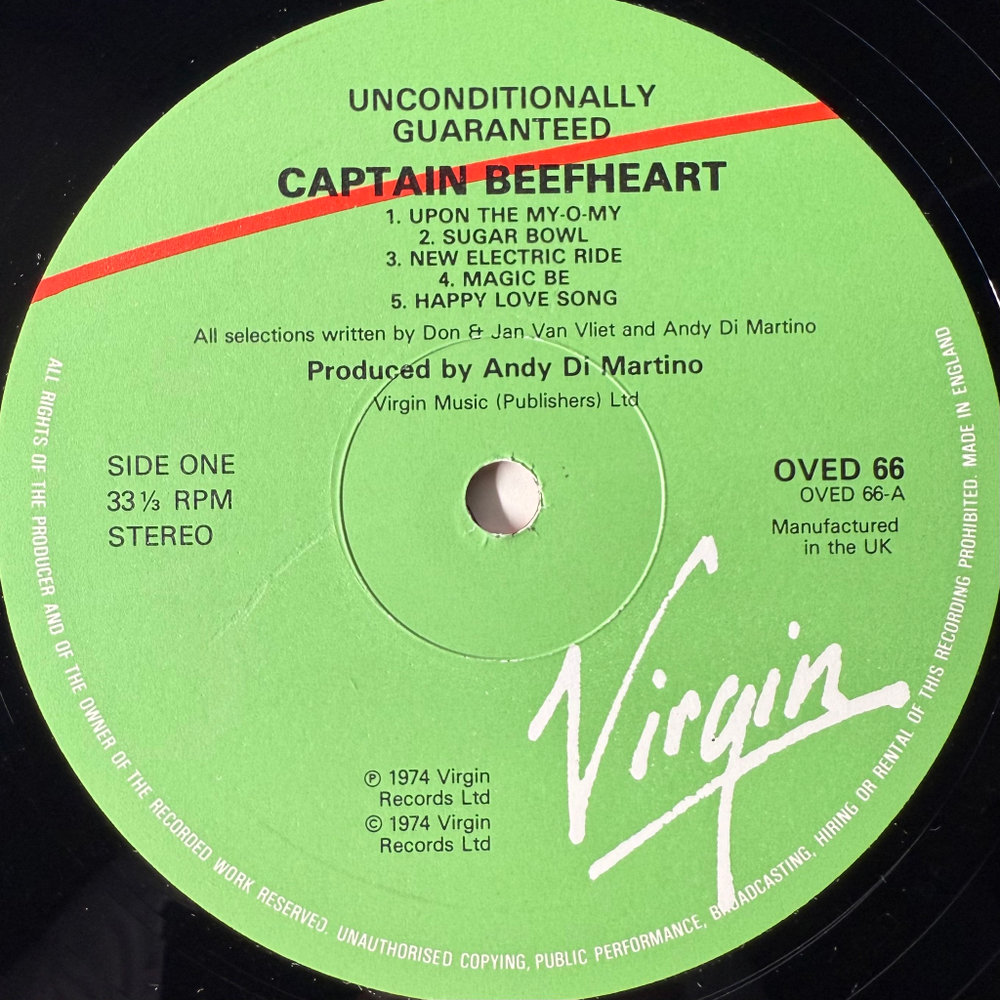 UNCONDITIONALLY
GUARANTEED
CAPTAIN BEEFHEART
1. UPON THE MY-O-MY
2. SUGAR BOWL
3. NEW ELECTRIC RIDE
4. MAGIC BE
5. HAPPY LOVE SONG
All selections written by Don & Jan Van Vliet and Andy Di Martino
Produced by Andy Di Martino
Virgin Music (Publishers) Ltd
SIDE ONE
33⅓ RPM
STEREO
OVED 66
OVED 66-A
Manufactured
in the UK
Virgin
℗ 1974 Virgin
Records Ltd
© 1974 Virgin
Records Ltd
ALL RIGHTS OF THE PRODUCER AND OF THE OWNER OF THE RECORDED WORK RESERVED. UNAUTHORISED COPYING, PUBLIC PERFORMANCE, BROADCASTING, HIRING OR RENTAL OF THIS RECORDING PROHIBITED. MADE IN ENGLAND